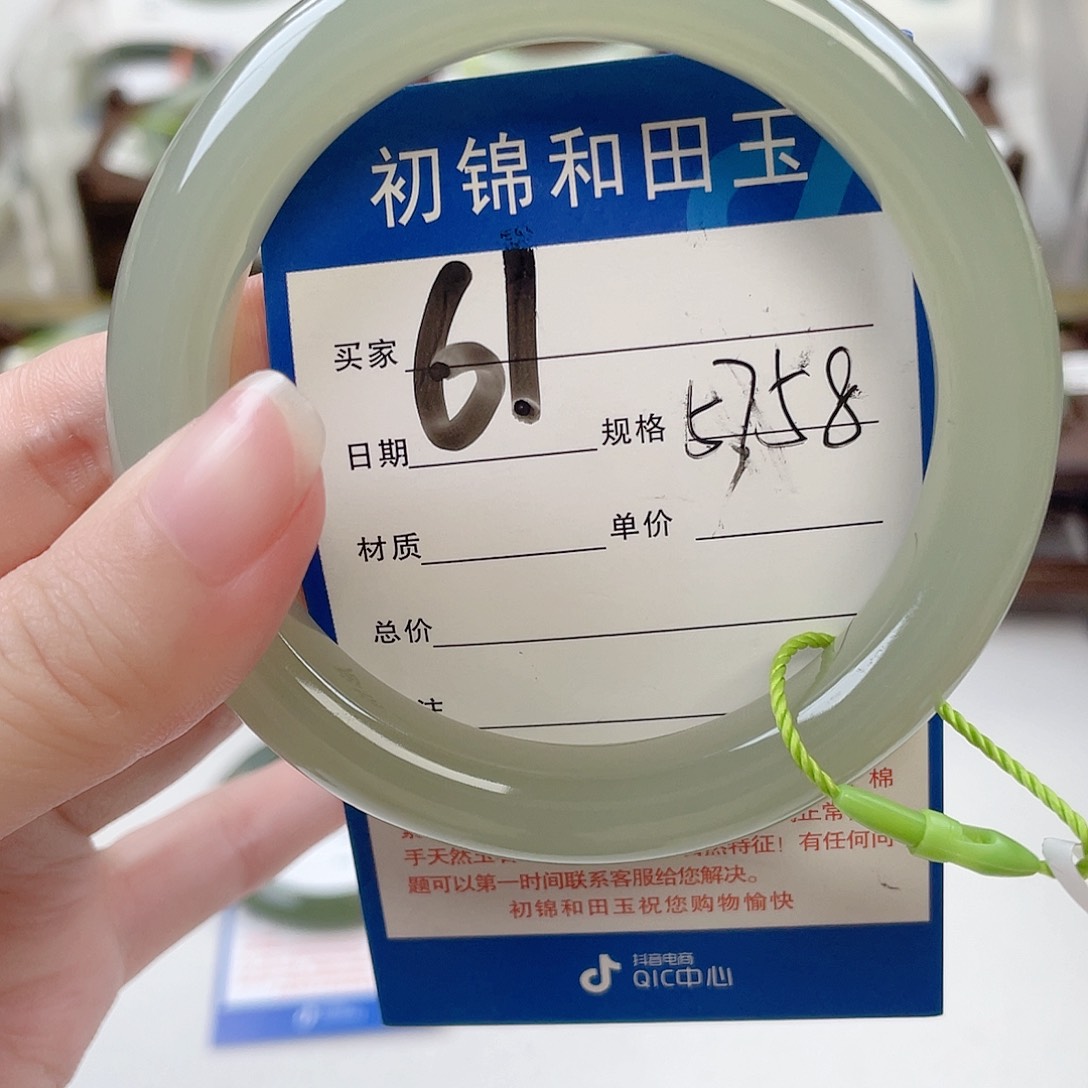 初锦和田玉
买家 61
日期 规格 5758
材质 单价
总价
注
棉
正常
手天然玉 然特征！有任何问
题可以第一时间联系客服给您解决。
初锦和田玉祝您购物愉快
抖音电商
QIC中心